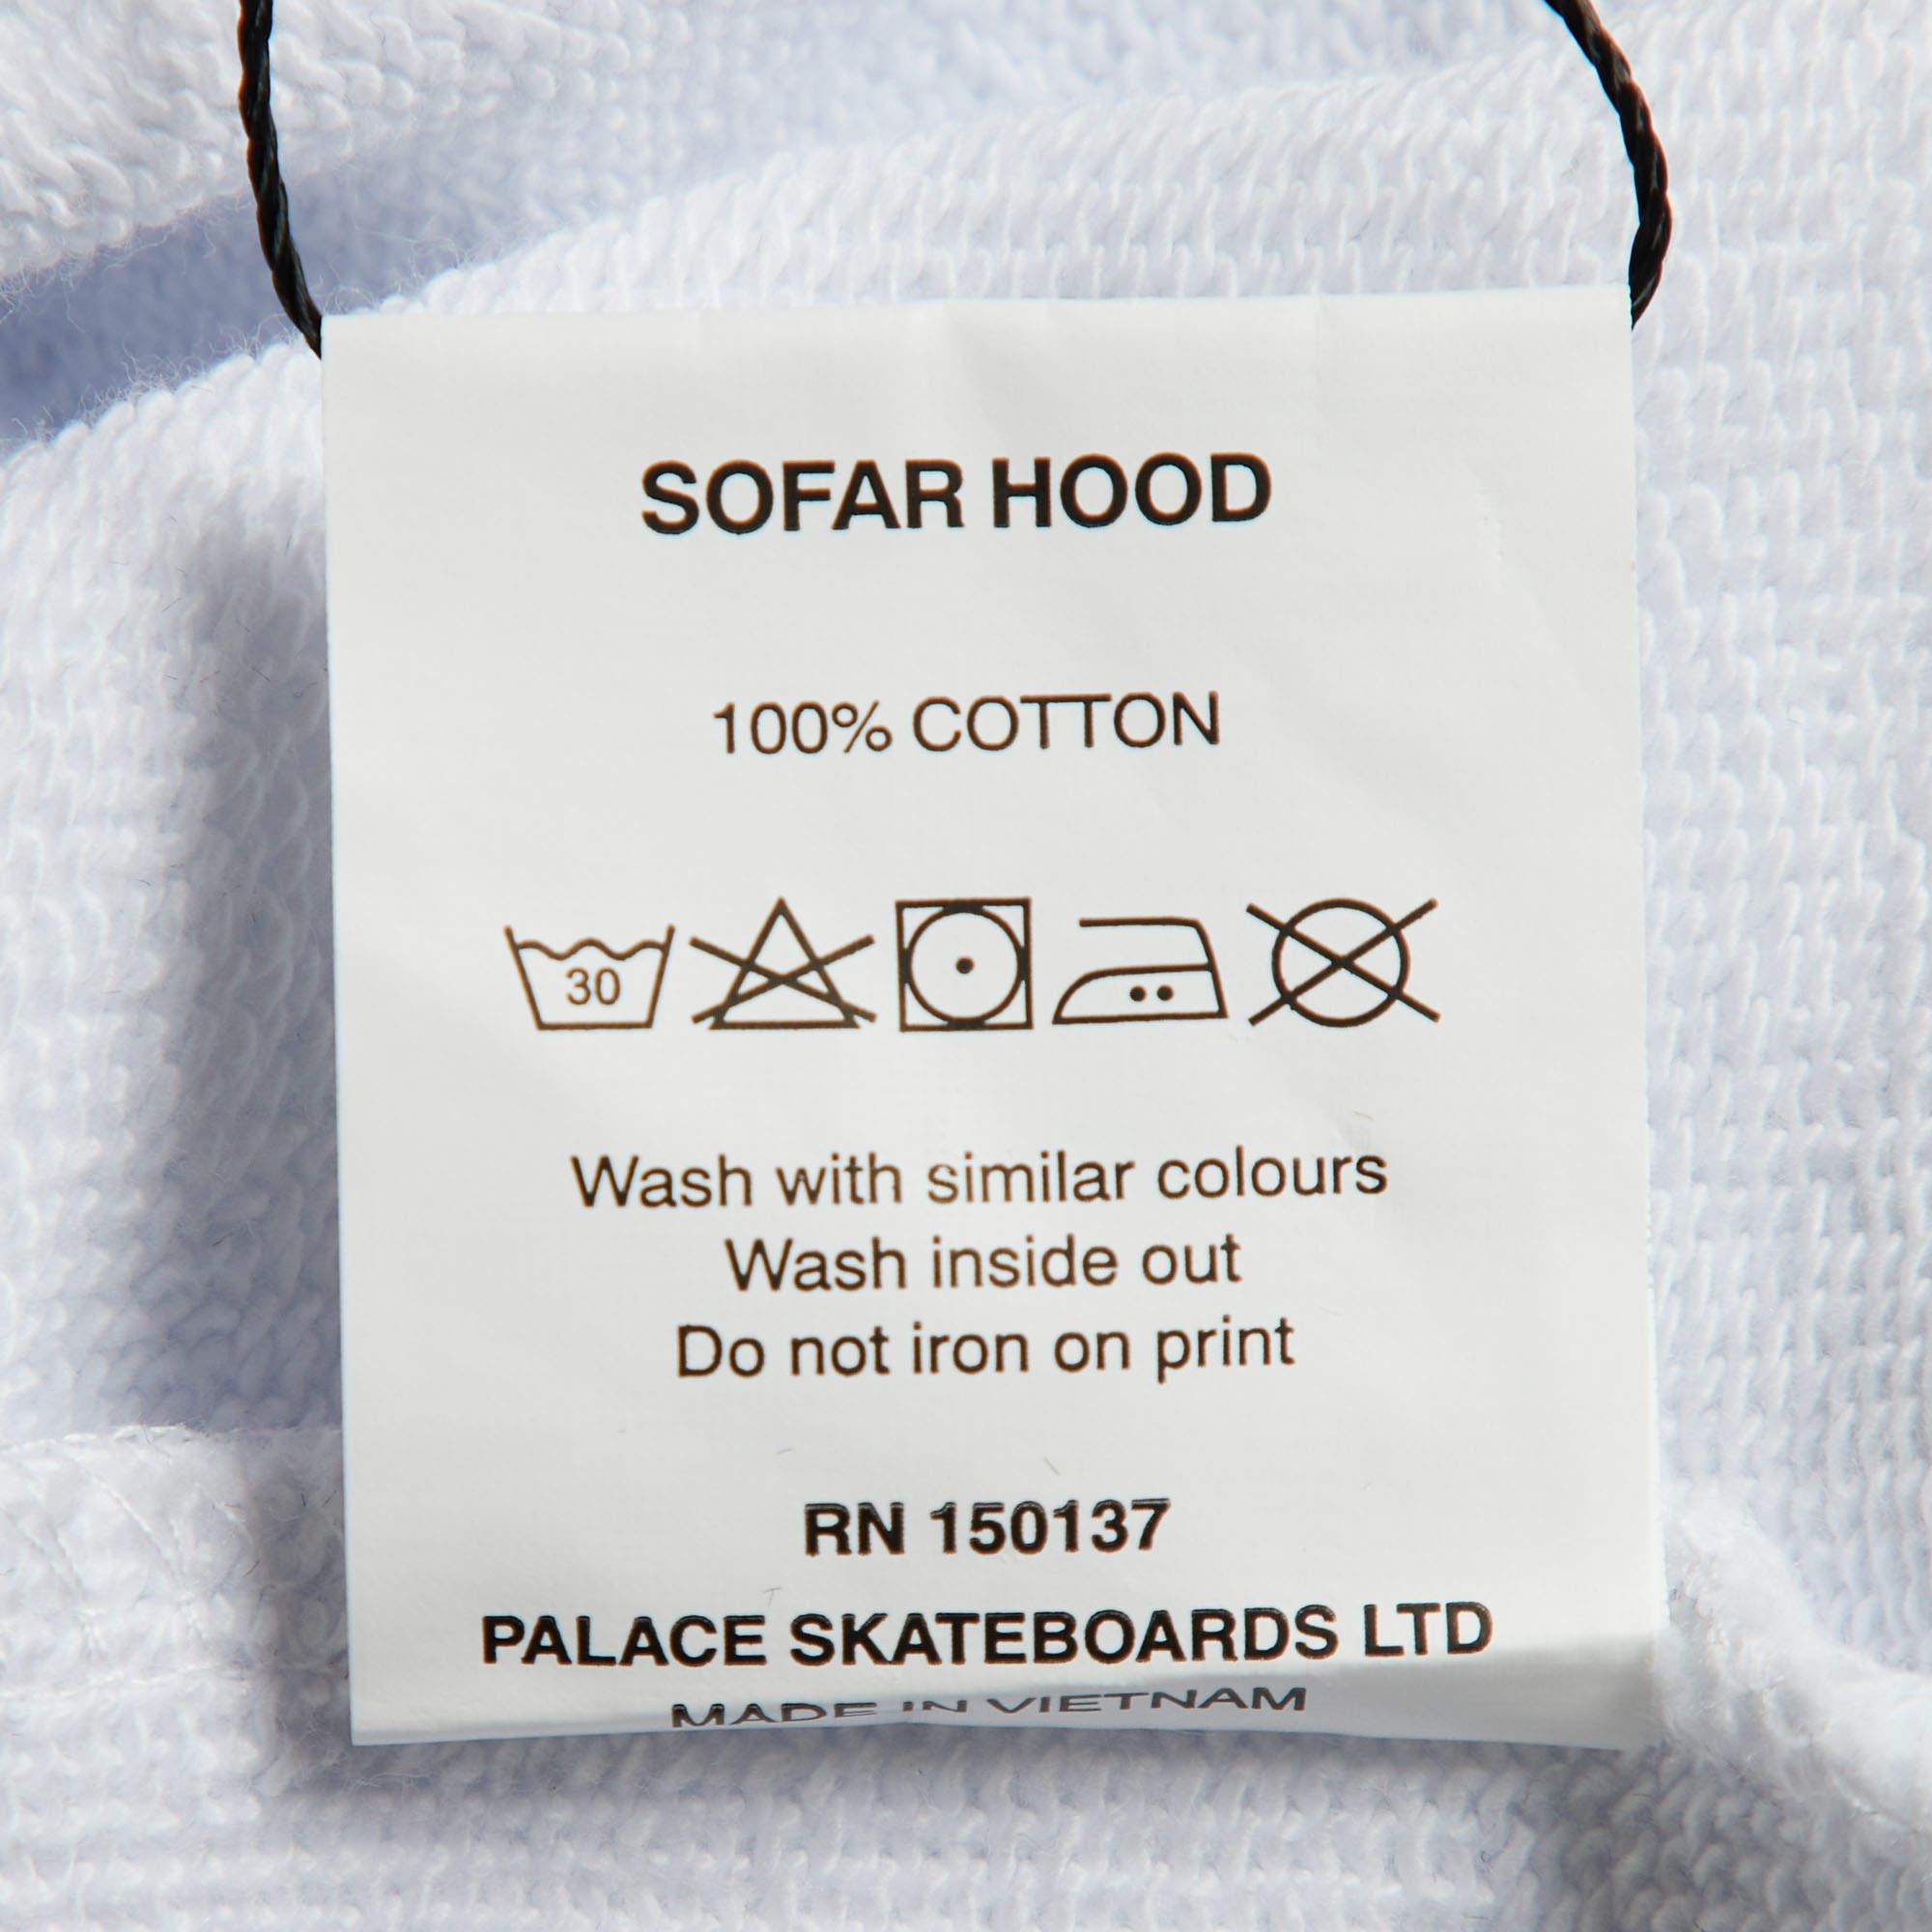 SOFAR HOOD
100% COTTON
30
Wash with similar colours
Wash inside out
Do not iron on print
RN 150137
PALACE SKATEBOARDS LTD
MADE IN VIETNAM